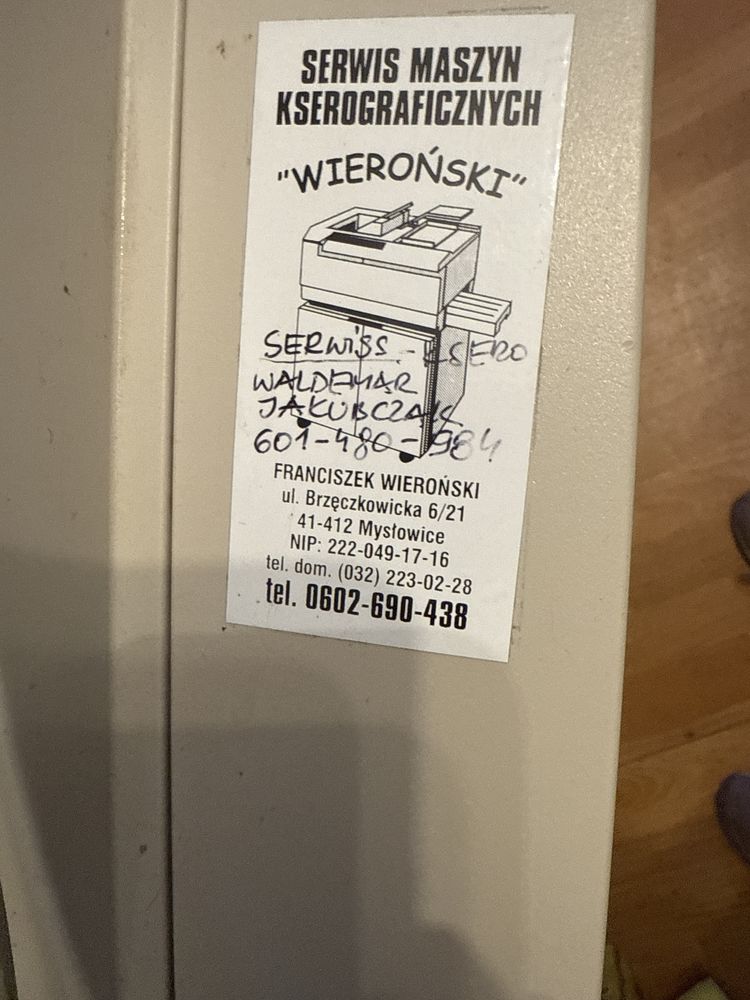 SERWIS MASZYN
KSEROGRAFICZNYCH
"WIEROŃSKI"
SERWISS - KSERO
WALDEMAR
JAKUBCZAK
601-480-984
FRANCISZEK WIEROŃSKI
ul. Brzęczkowicka 6/21
41-412 Mysłowice
NIP: 222-049-17-16
tel. dom. (032) 223-02-28
tel. 0602-690-438